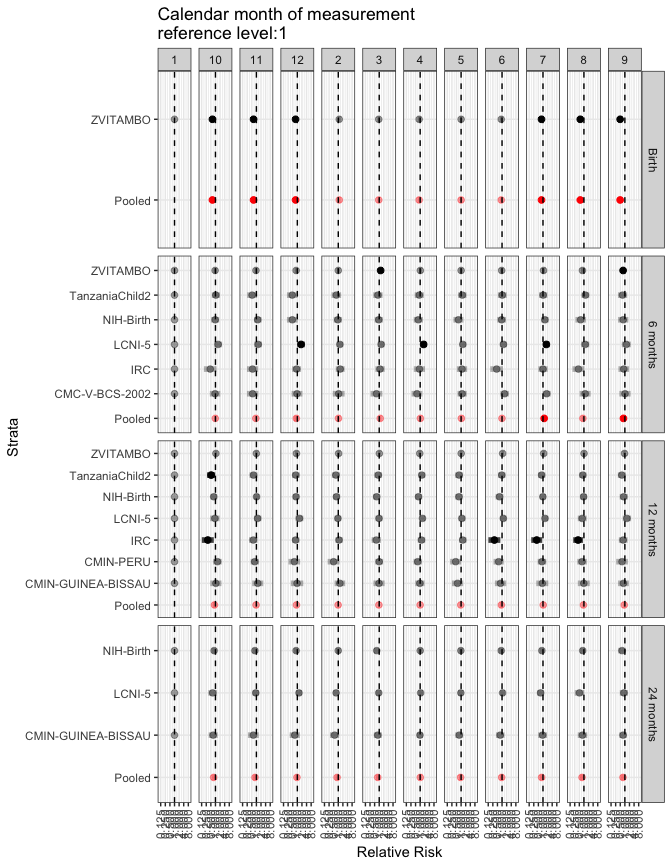 Calendar month of measurement
reference level:1
1 10 11 12 2 3 4 5 6 7 8 9
ZVITAMBO
Pooled
Birth
ZVITAMBO
TanzaniaChild2
NIH-Birth
LCNI-5
IRC
CMC-V-BCS-2002
Pooled
6 months
ZVITAMBO
TanzaniaChild2
NIH-Birth
LCNI-5
IRC
CMIN-PERU
CMIN-GUINEA-BISSAU
Pooled
12 months
NIH-Birth
LCNI-5
CMIN-GUINEA-BISSAU
Pooled
24 months
Strata
Relative Risk